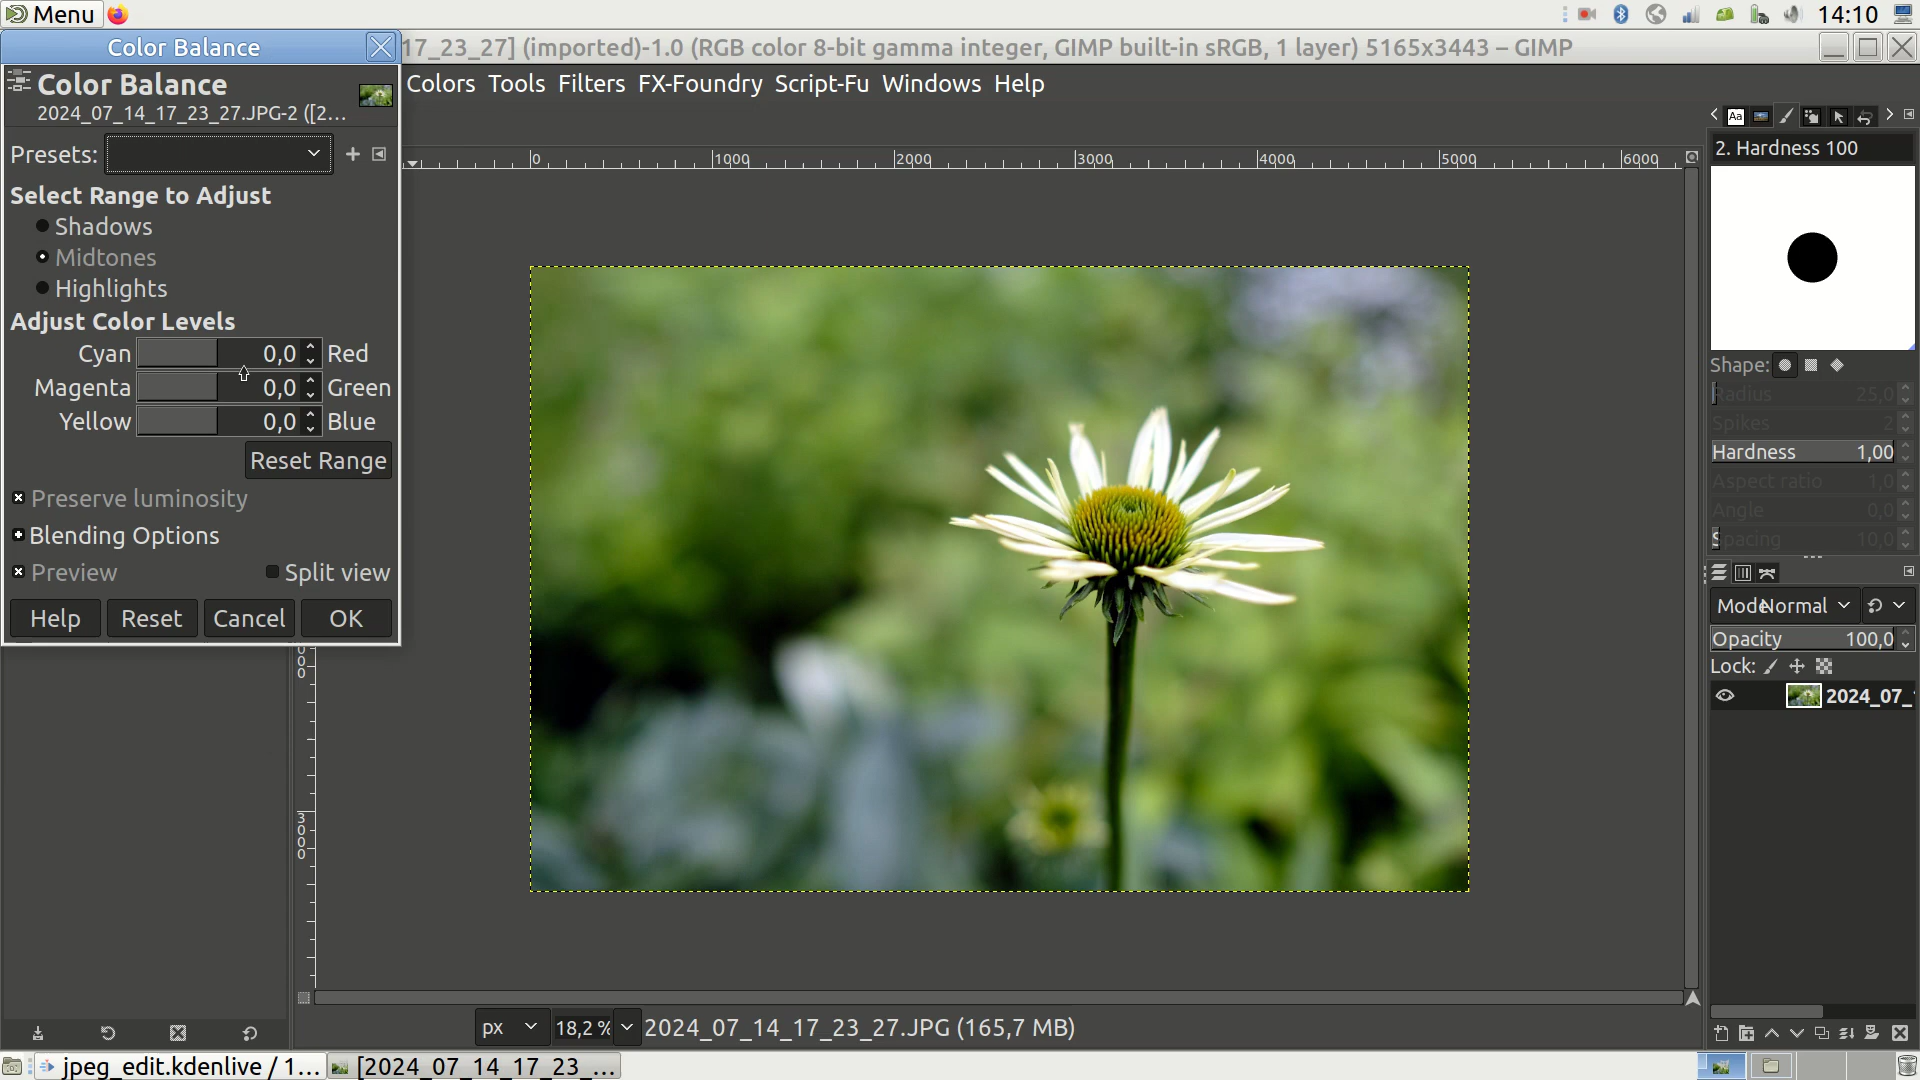 Menu
14:10
Color Balance
17_23_27] (imported)-1.0 (RGB color 8-bit gamma integer, GIMP built-in sRGB, 1 layer) 5165x3443 – GIMP
Color Balance
2024_07_14_17_23_27.JPG-2 ([2...
Colors Tools Filters FX-Foundry Script-Fu Windows Help
Presets:
0 1000 2000 3000 4000 5000 6000
Aa
2. Hardness 100
Select Range to Adjust
Shadows
Midtones
Highlights
Adjust Color Levels
Cyan 0,0 Red
Magenta 0,0 Green
Yellow 0,0 Blue
Reset Range
Preserve luminosity
Blending Options
Preview Split view
Help Reset Cancel OK
Shape:
Radius 25,0
Spikes 2
Hardness 1,00
Aspect ratio 1,0
Angle 0,0
Spacing 10,0
Mode Normal
Opacity 100,0
Lock:
2024_07_
3000
px 18,2 % 2024_07_14_17_23_27.JPG (165,7 MB)
jpeg_edit.kdenlive / 1... [2024_07_14_17_23_...